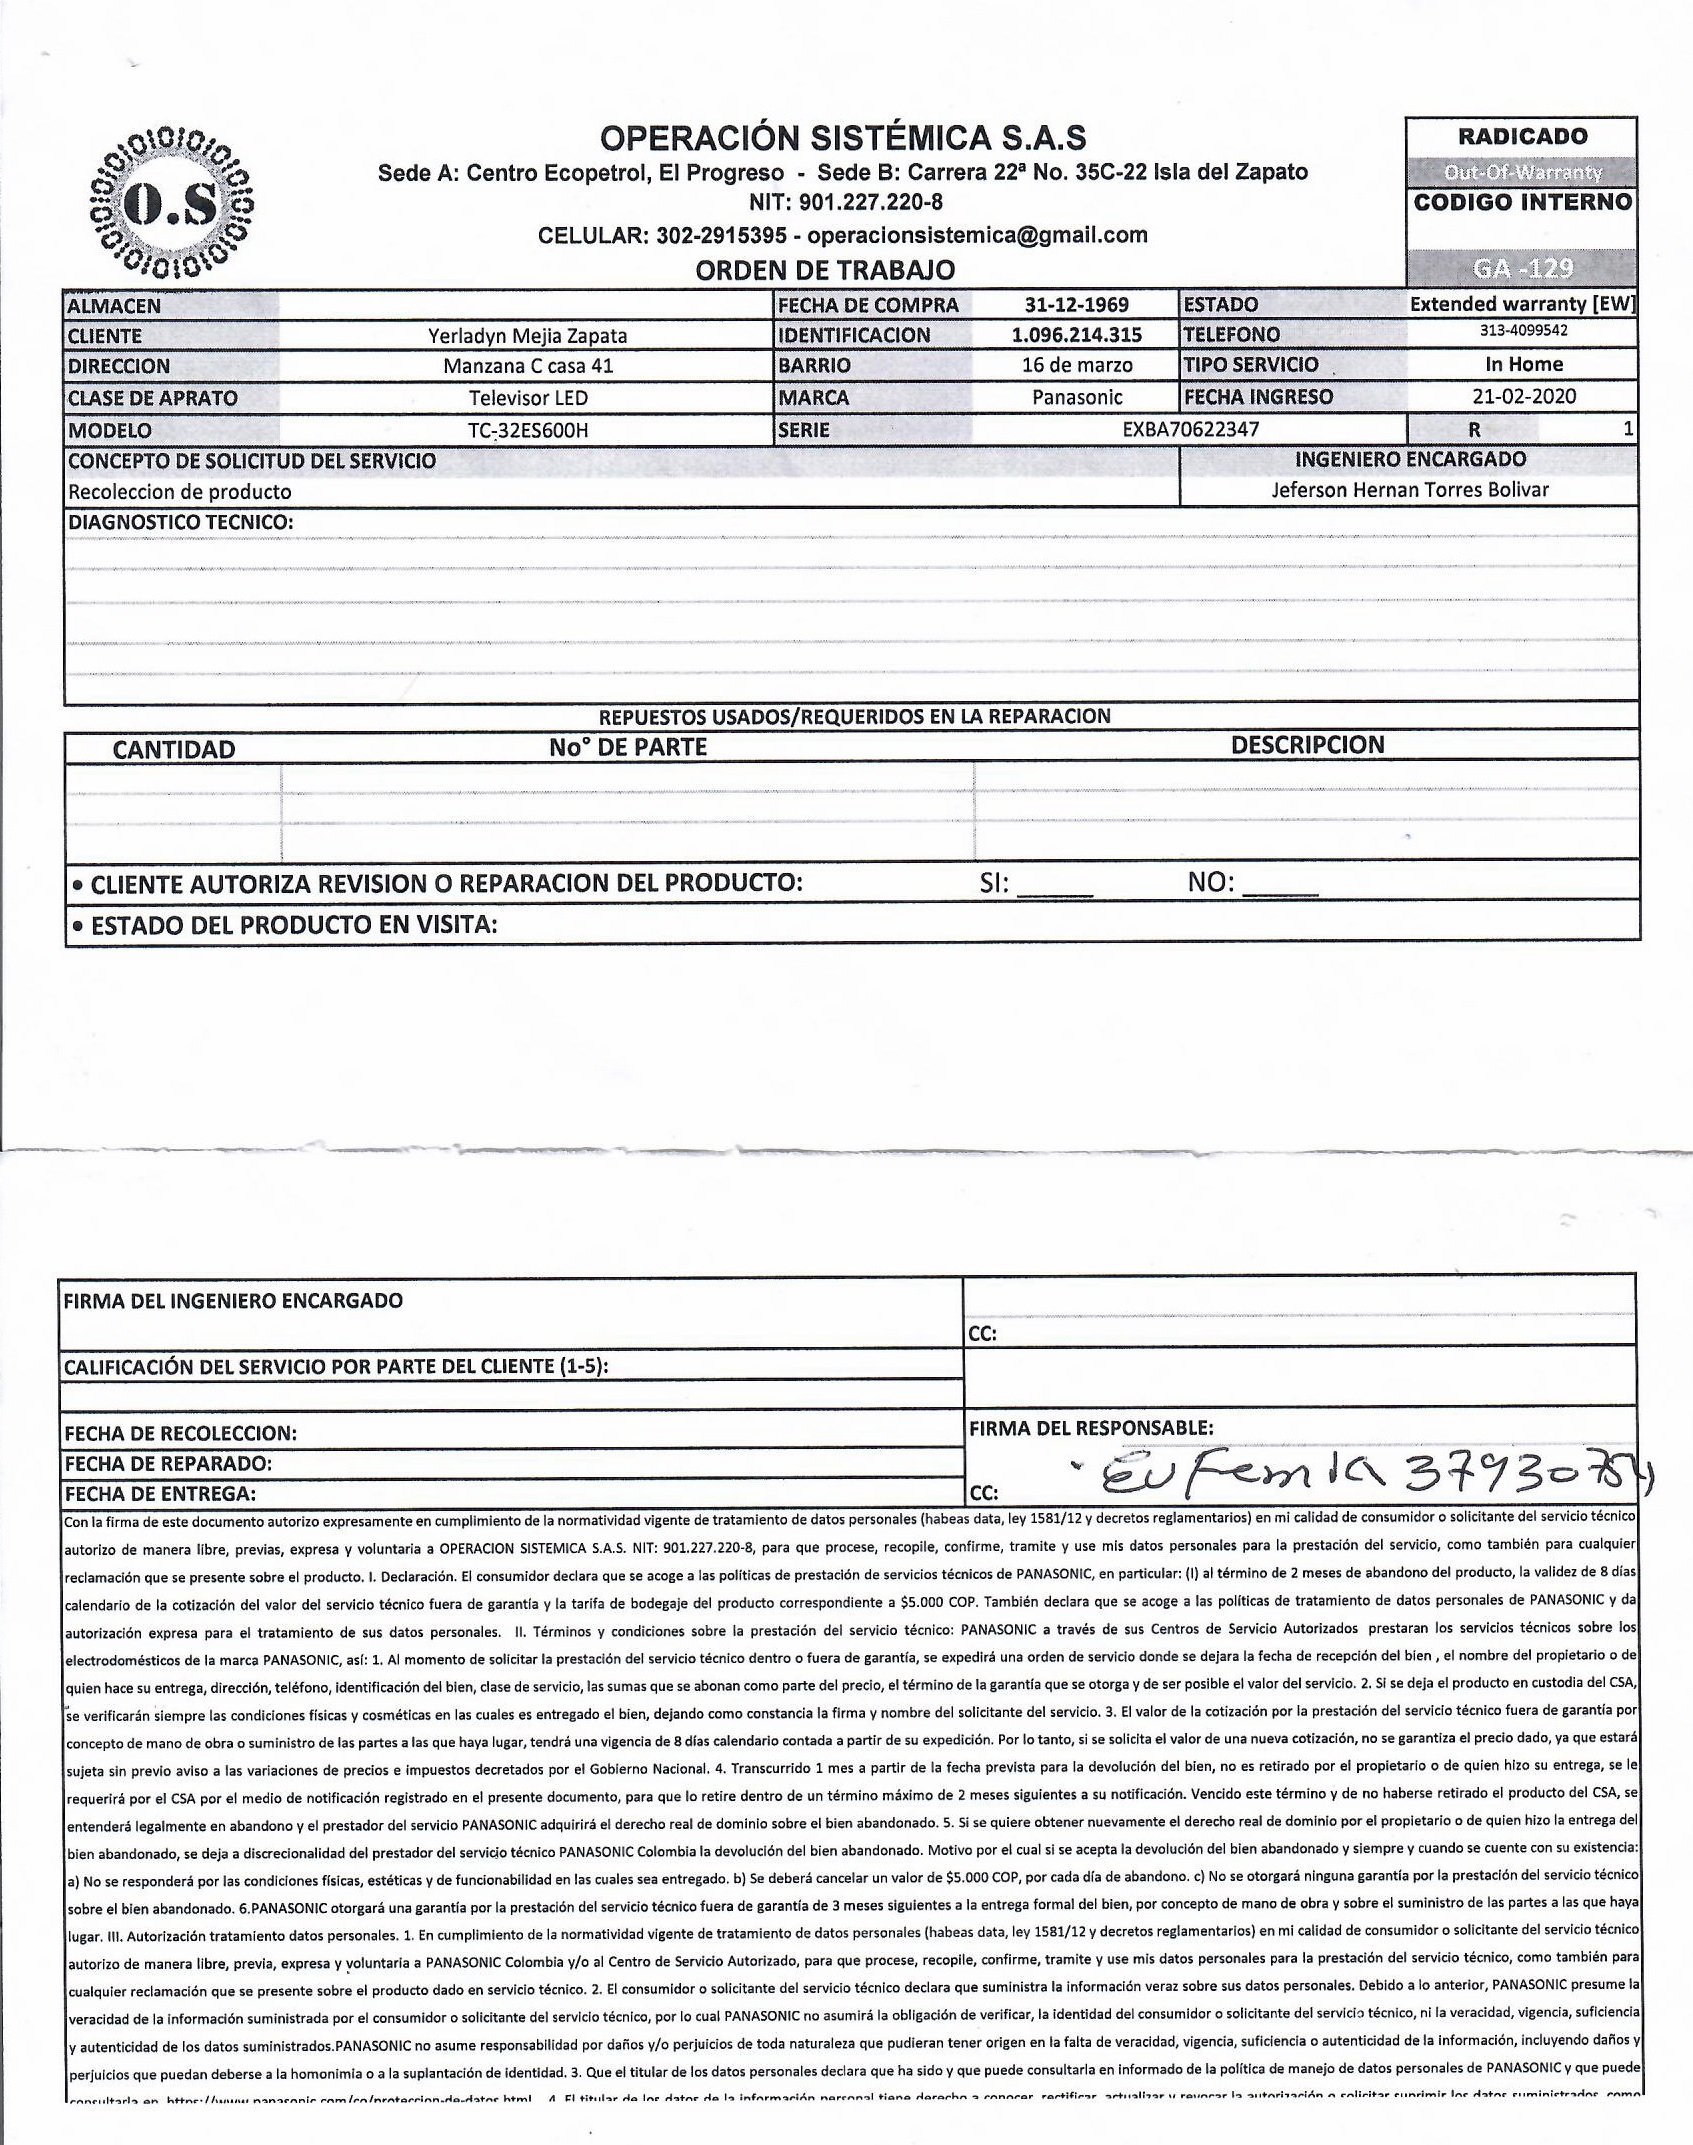 O.S
OPERACIÓN SISTÉMICA S.A.S
Sede A: Centro Ecopetrol, El Progreso - Sede B: Carrera 22ª No. 35C-22 Isla del Zapato
NIT: 901.227.220-8
CELULAR: 302-2915395 - operacionsistemica@gmail.com
ORDEN DE TRABAJO
RADICADO
Out-Of-Warranty
CODIGO INTERNO
GA -129
ALMACEN FECHA DE COMPRA 31-12-1969 ESTADO Extended warranty [EW]
CLIENTE Yerladyn Mejia Zapata IDENTIFICACION 1.096.214.315 TELEFONO 313-4099542
DIRECCION Manzana C casa 41 BARRIO 16 de marzo TIPO SERVICIO In Home
CLASE DE APRATO Televisor LED MARCA Panasonic FECHA INGRESO 21-02-2020
MODELO TC-32ES600H SERIE EXBA70622347 R 1
CONCEPTO DE SOLICITUD DEL SERVICIO INGENIERO ENCARGADO
Recoleccion de producto Jeferson Hernan Torres Bolivar
DIAGNOSTICO TECNICO:
REPUESTOS USADOS/REQUERIDOS EN LA REPARACION
CANTIDAD No° DE PARTE DESCRIPCION
• CLIENTE AUTORIZA REVISION O REPARACION DEL PRODUCTO: SI: _____ NO: _____
• ESTADO DEL PRODUCTO EN VISITA:
FIRMA DEL INGENIERO ENCARGADO
CC:
CALIFICACIÓN DEL SERVICIO POR PARTE DEL CLIENTE (1-5):
FECHA DE RECOLECCION: FIRMA DEL RESPONSABLE:
FECHA DE REPARADO:
FECHA DE ENTREGA: CC: Eufemia
Con la firma de este documento autorizo expresamente en cumplimiento de la normatividad vigente de tratamiento de datos personales (habeas data, ley 1581/12 y decretos reglamentarios) en mi calidad de consumidor o solicitante del servicio técnico
autorizo de manera libre, previas, expresa y voluntaria a OPERACION SISTEMICA S.A.S. NIT: 901.227.220-8, para que procese, recopile, confirme, tramite y use mis datos personales para la prestación del servicio, como también para cualquier
reclamación que se presente sobre el producto. I. Declaración. El consumidor declara que se acoge a las políticas de prestación de servicios técnicos de PANASONIC, en particular: (I) al término de 2 meses de abandono del producto, la validez de 8 días
calendario de la cotización del valor del servicio técnico fuera de garantía y la tarifa de bodegaje del producto correspondiente a $5.000 COP. También declara que se acoge a las políticas de tratamiento de datos personales de PANASONIC y da
autorización expresa para el tratamiento de sus datos personales. II. Términos y condiciones sobre la prestación del servicio técnico: PANASONIC a través de sus Centros de Servicio Autorizados prestaran los servicios técnicos sobre los
electrodomésticos de la marca PANASONIC, así: 1. Al momento de solicitar la prestación del servicio técnico dentro o fuera de garantía, se expedirá una orden de servicio donde se dejara la fecha de recepción del bien , el nombre del propietario o de
quien hace su entrega, dirección, teléfono, identificación del bien, clase de servicio, las sumas que se abonan como parte del precio, el término de la garantía que se otorga y de ser posible el valor del servicio. 2. Si se deja el producto en custodia del CSA,
se verificarán siempre las condiciones físicas y cosméticas en las cuales es entregado el bien, dejando como constancia la firma y nombre del solicitante del servicio. 3. El valor de la cotización por la prestación del servicio técnico fuera de garantía por
concepto de mano de obra o suministro de las partes a las que haya lugar, tendrá una vigencia de 8 días calendario contada a partir de su expedición. Por lo tanto, si se solicita el valor de una nueva cotización, no se garantiza el precio dado, ya que estará
sujeta sin previo aviso a las variaciones de precios e impuestos decretados por el Gobierno Nacional. 4. Transcurrido 1 mes a partir de la fecha prevista para la devolución del bien, no es retirado por el propietario o de quien hizo su entrega, se le
requerirá por el CSA por el medio de notificación registrado en el presente documento, para que lo retire dentro de un término máximo de 2 meses siguientes a su notificación. Vencido este término y de no haberse retirado el producto del CSA, se
entenderá legalmente en abandono y el prestador del servicio PANASONIC adquirirá el derecho real de dominio sobre el bien abandonado. 5. Si se quiere obtener nuevamente el derecho real de dominio por el propietario o de quien hizo la entrega del
bien abandonado, se deja a discrecionalidad del prestador del servicio técnico PANASONIC Colombia la devolución del bien abandonado. Motivo por el cual si se acepta la devolución del bien abandonado y siempre y cuando se cuente con su existencia:
a) No se responderá por las condiciones físicas, estéticas y de funcionabilidad en las cuales sea entregado. b) Se deberá cancelar un valor de $5.000 COP, por cada día de abandono. c) No se otorgará ninguna garantía por la prestación del servicio técnico
sobre el bien abandonado. 6.PANASONIC otorgará una garantía por la prestación del servicio técnico fuera de garantía de 3 meses siguientes a la entrega formal del bien, por concepto de mano de obra y sobre el suministro de las partes a las que haya
lugar. III. Autorización tratamiento datos personales. 1. En cumplimiento de la normatividad vigente de tratamiento de datos personales (habeas data, ley 1581/12 y decretos reglamentarios) en mi calidad de consumidor o solicitante del servicio técnico
autorizo de manera libre, previa, expresa y voluntaria a PANASONIC Colombia y/o al Centro de Servicio Autorizado, para que procese, recopile, confirme, tramite y use mis datos personales para la prestación del servicio técnico, como también para
cualquier reclamación que se presente sobre el producto dado en servicio técnico. 2. El consumidor o solicitante del servicio técnico declara que suministra la información veraz sobre sus datos personales. Debido a lo anterior, PANASONIC presume la
veracidad de la información suministrada por el consumidor o solicitante del servicio técnico, por lo cual PANASONIC no asumirá la obligación de verificar, la identidad del consumidor o solicitante del servicio técnico, ni la veracidad, vigencia, suficiencia
y autenticidad de los datos suministrados.PANASONIC no asume responsabilidad por daños y/o perjuicios de toda naturaleza que pudieran tener origen en la falta de veracidad, vigencia, suficiencia o autenticidad de la información, incluyendo daños y
perjuicios que puedan deberse a la homonimia o a la suplantación de identidad. 3. Que el titular de los datos personales declara que ha sido y que puede consultarla en informado de la política de manejo de datos personales de PANASONIC y que puede
consultarla en https://www.panasonic.com/co/proteccion-de-datos.html 4. El titular de los datos de la información personal tiene derecho a conocer, rectificar, actualizar y revocar la autorización o solicitar suprimir los datos suministrados como